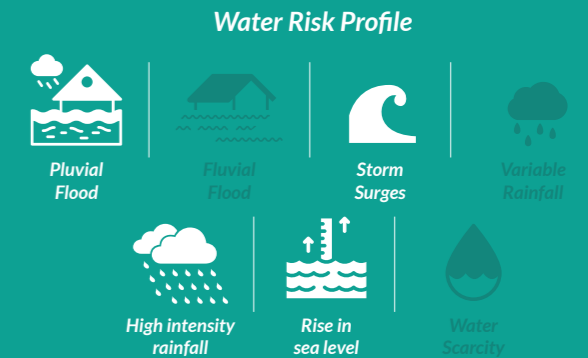 Water Risk Profile
Pluvial
Flood
Fluvial
Flood
Storm
Surges
Variable
Rainfall
High intensity
rainfall
Rise in
sea level
Water
Scarcity